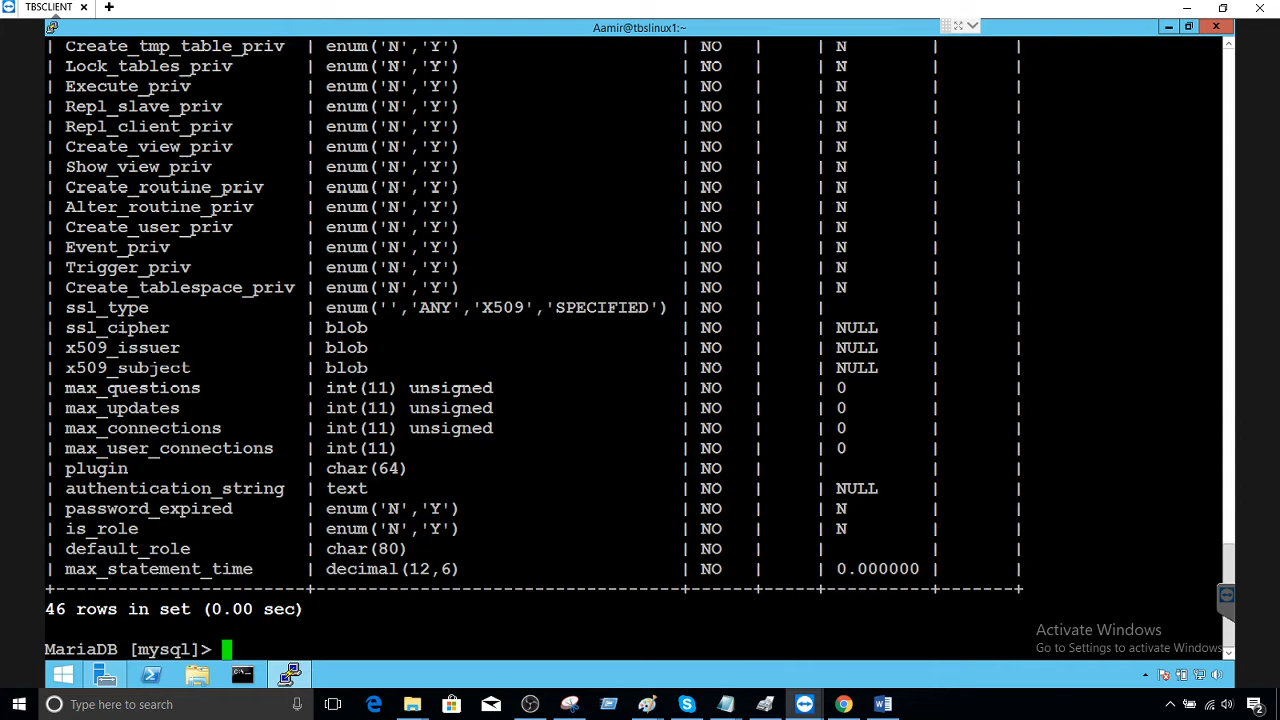 TBSCLIENT × +
Aamir@tbslinux1:~
| Create_tmp_table_priv | enum('N','Y') | NO | | N | |
| Lock_tables_priv | enum('N','Y') | NO | | N | |
| Execute_priv | enum('N','Y') | NO | | N | |
| Repl_slave_priv | enum('N','Y') | NO | | N | |
| Repl_client_priv | enum('N','Y') | NO | | N | |
| Create_view_priv | enum('N','Y') | NO | | N | |
| Show_view_priv | enum('N','Y') | NO | | N | |
| Create_routine_priv | enum('N','Y') | NO | | N | |
| Alter_routine_priv | enum('N','Y') | NO | | N | |
| Create_user_priv | enum('N','Y') | NO | | N | |
| Event_priv | enum('N','Y') | NO | | N | |
| Trigger_priv | enum('N','Y') | NO | | N | |
| Create_tablespace_priv | enum('N','Y') | NO | | N | |
| ssl_type | enum('','ANY','X509','SPECIFIED') | NO | | | |
| ssl_cipher | blob | NO | | NULL | |
| x509_issuer | blob | NO | | NULL | |
| x509_subject | blob | NO | | NULL | |
| max_questions | int(11) unsigned | NO | | 0 | |
| max_updates | int(11) unsigned | NO | | 0 | |
| max_connections | int(11) unsigned | NO | | 0 | |
| max_user_connections | int(11) | NO | | 0 | |
| plugin | char(64) | NO | | | |
| authentication_string | text | NO | | NULL | |
| password_expired | enum('N','Y') | NO | | N | |
| is_role | enum('N','Y') | NO | | N | |
| default_role | char(80) | NO | | | |
| max_statement_time | decimal(12,6) | NO | | 0.000000 | |
46 rows in set (0.00 sec)
MariaDB [mysql]>
Activate Windows
Go to Settings to activate Windows.
Type here to search
2